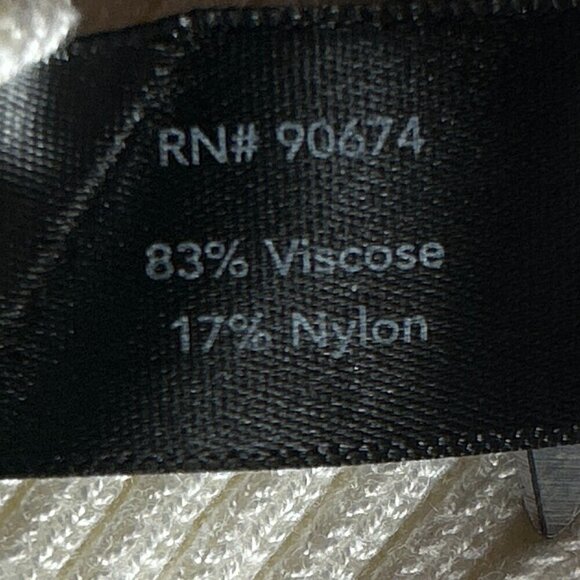 RN# 90674
83% Viscose
17% Nylon